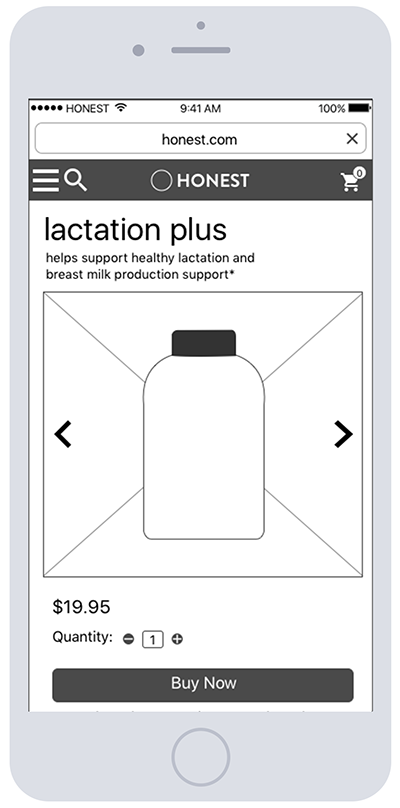 HONEST 9:41 AM 100%
honest.com
HONEST 0
lactation plus
helps support healthy lactation and
breast milk production support*
$19.95
Quantity: 1
Buy Now